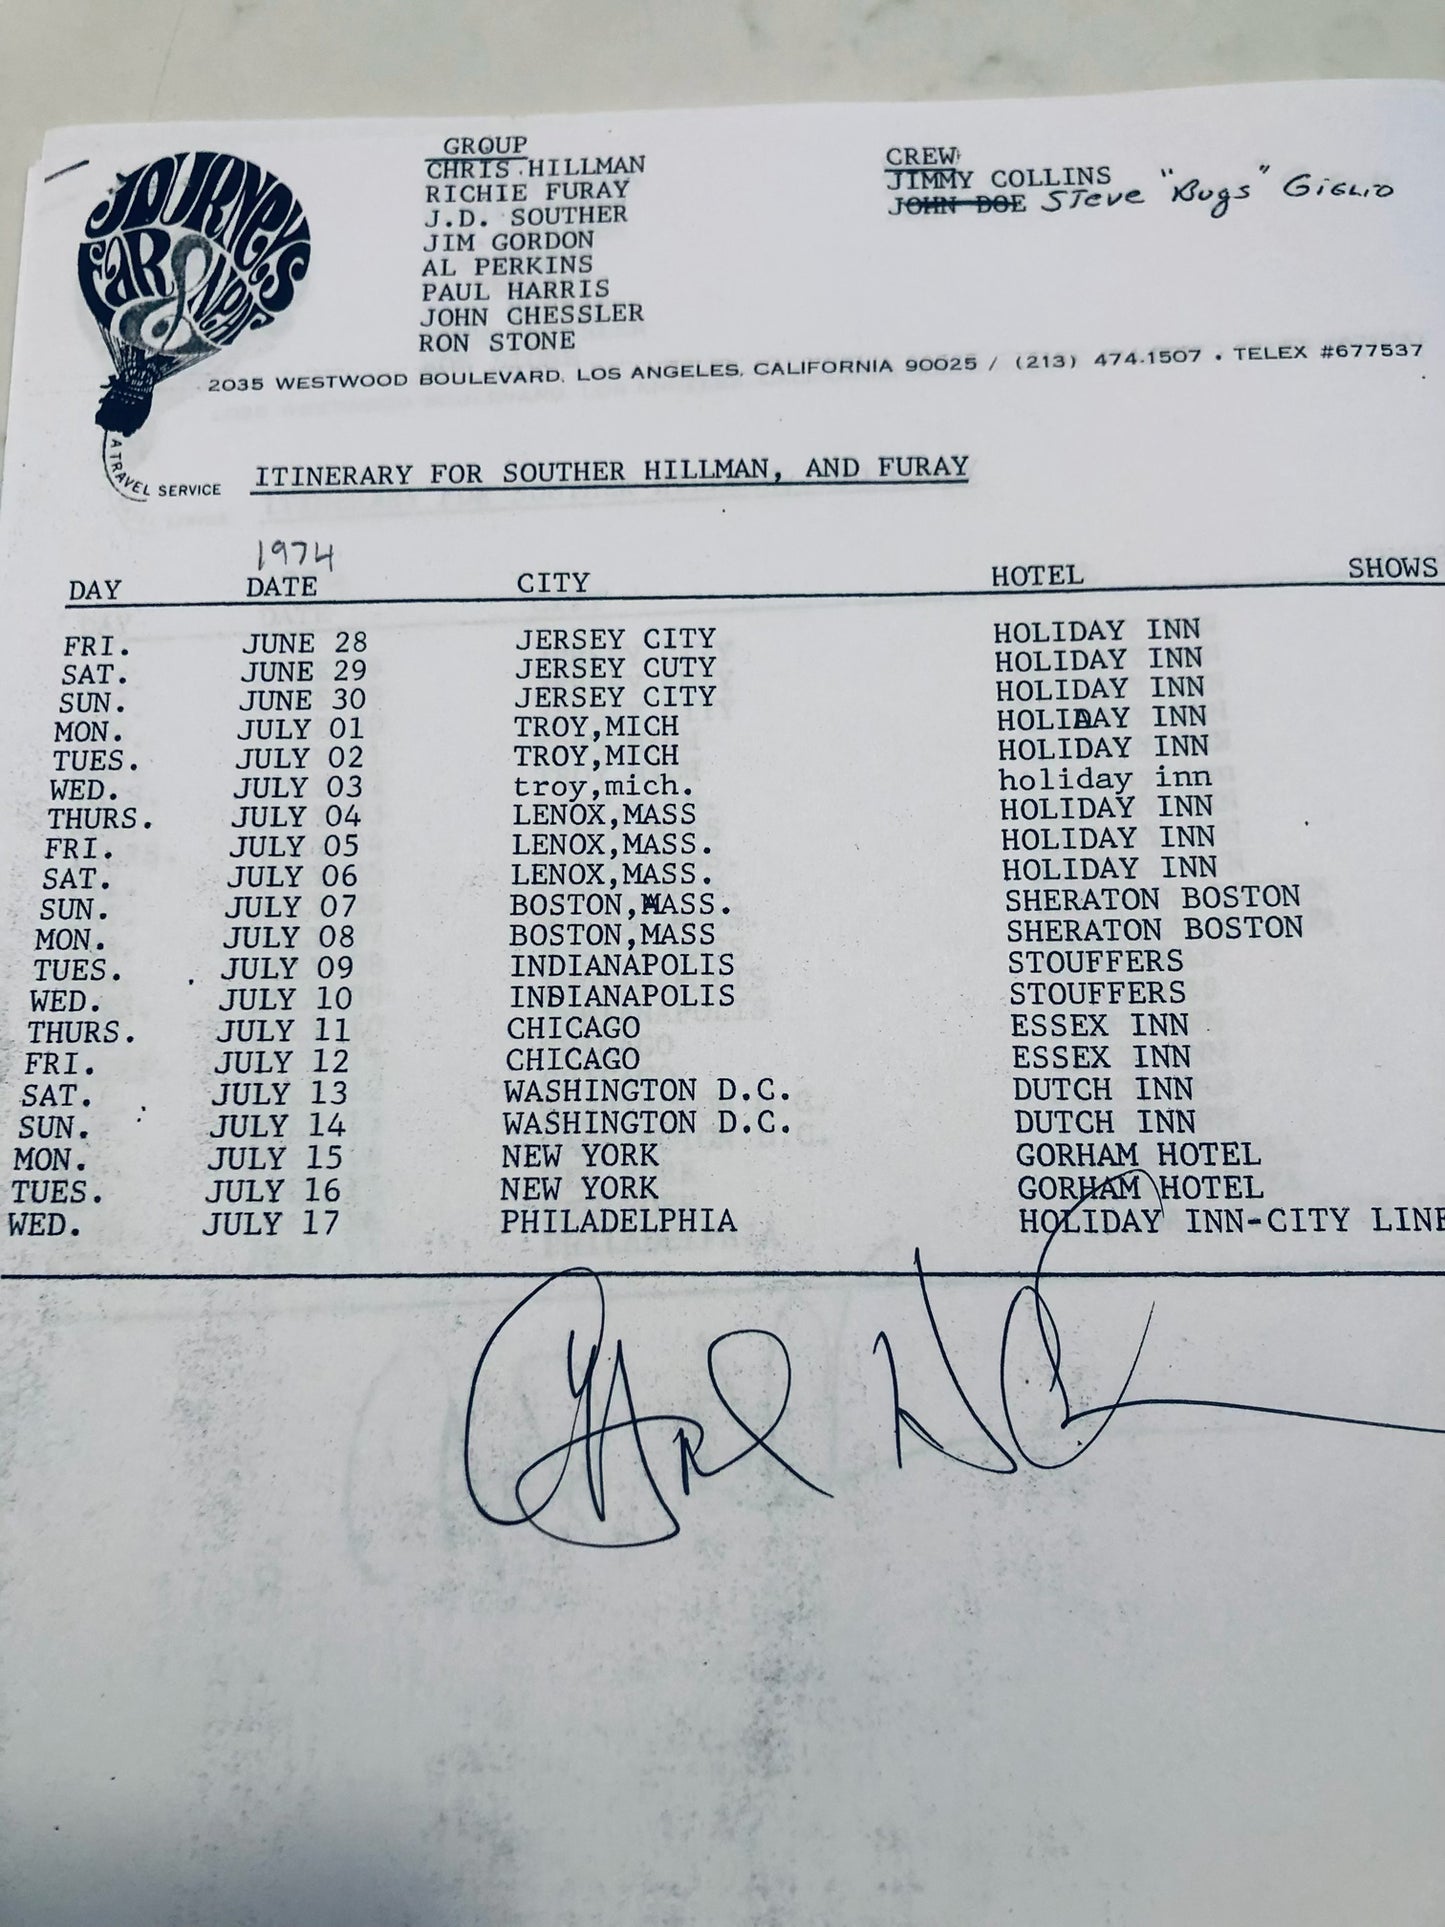 JOURNEYS
FAR & NEAR
A TRAVEL SERVICE
GROUP
CHRIS HILLMAN
RICHIE FURAY
J.D. SOUTHER
JIM GORDON
AL PERKINS
PAUL HARRIS
JOHN CHESSLER
RON STONE
CREW
JIMMY COLLINS
JOHN DOE Steve "Bugs" Giglio
2035 WESTWOOD BOULEVARD, LOS ANGELES, CALIFORNIA 90025 / (213) 474-1507 • TELEX #677537
ITINERARY FOR SOUTHER HILLMAN, AND FURAY
1974
DAY DATE CITY HOTEL SHOWS
FRI. JUNE 28 JERSEY CITY HOLIDAY INN
SAT. JUNE 29 JERSEY CUTY HOLIDAY INN
SUN. JUNE 30 JERSEY CITY HOLIDAY INN
MON. JULY 01 TROY,MICH HOLIDAY INN
TUES. JULY 02 TROY,MICH HOLIDAY INN
WED. JULY 03 troy,mich. holiday inn
THURS. JULY 04 LENOX,MASS HOLIDAY INN
FRI. JULY 05 LENOX,MASS. HOLIDAY INN
SAT. JULY 06 LENOX,MASS. HOLIDAY INN
SUN. JULY 07 BOSTON,MASS. SHERATON BOSTON
MON. JULY 08 BOSTON,MASS SHERATON BOSTON
TUES. JULY 09 INDIANAPOLIS STOUFFERS
WED. JULY 10 INDIANAPOLIS STOUFFERS
THURS. JULY 11 CHICAGO ESSEX INN
FRI. JULY 12 CHICAGO ESSEX INN
SAT. JULY 13 WASHINGTON D.C. DUTCH INN
SUN. JULY 14 WASHINGTON D.C. DUTCH INN
MON. JULY 15 NEW YORK GORHAM HOTEL
TUES. JULY 16 NEW YORK GORHAM HOTEL
WED. JULY 17 PHILADELPHIA HOLIDAY INN-CITY LINE